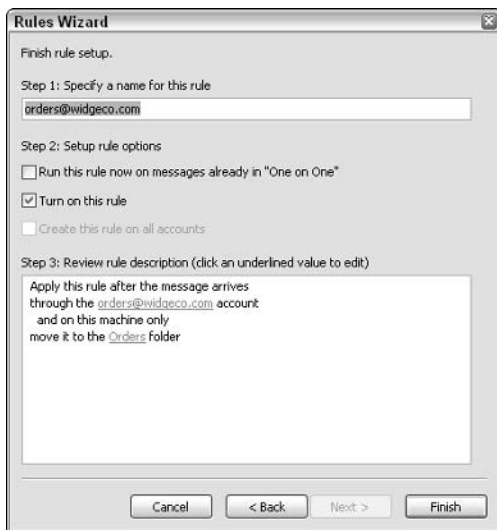 Rules Wizard
Finish rule setup.
Step 1: Specify a name for this rule
orders@widgeco.com
Step 2: Setup rule options
Run this rule now on messages already in "One on One"
Turn on this rule
Create this rule on all accounts
Step 3: Review rule description (click an underlined value to edit)
Apply this rule after the message arrives
through the orders@widgeco.com account
and on this machine only
move it to the Orders folder
Cancel
< Back
Next >
Finish